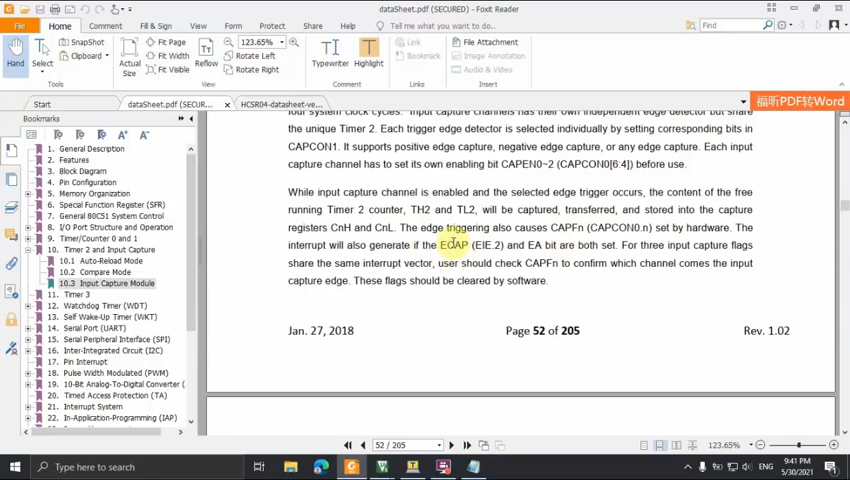 dataSheet.pdf (SECURED) - Foxit Reader
File Home Comment Fill & Sign View Form Protect Share Help Tell me what you want to do... Find
Hand
Select
SnapShot
Clipboard
Actual Size
Fit Page
Fit Width
Fit Visible
Reflow
123.65%
Rotate Left
Rotate Right
Typewriter
Highlight
Comment
Link
Bookmark
Links
File Attachment
Image Annotation
Audio & Video
Insert
Start dataSheet.pdf (SECUR... HCSR04-datasheet-ve...
福昕PDF转Word
Bookmarks
1. General Description
2. Features
3. Block Diagram
4. Pin Configuration
5. Memory Organization
6. Special Function Register (SFR)
7. General 80C51 System Control
8. I/O Port Structure and Operation
9. Timer/Counter 0 and 1
10. Timer 2 and Input Capture
10.1 Auto-Reload Mode
10.2 Compare Mode
10.3 Input Capture Module
11. Timer 3
12. Watchdog Timer (WDT)
13. Self Wake-up Timer (WKT)
14. Serial Port (UART)
15. Serial Peripheral Interface (SPI)
16. Inter-Integrated Circuit (I2C)
17. Pin Interrupt
18. Pulse Width Modulated (PWM)
19. 10-Bit Analog-To-Digital Converter (
20. Timed Access Protection (TA)
21. Interrupt System
22. In-Application-Programming (IAP)
four system clock cycles. Input capture channels has their own independent edge detector but share
the unique Timer 2. Each trigger edge detector is selected individually by setting corresponding bits in
CAPCON1. It supports positive edge capture, negative edge capture, or any edge capture. Each input
capture channel has to set its own enabling bit CAPEN0~2 (CAPCON0[6:4]) before use.
While input capture channel is enabled and the selected edge trigger occurs, the content of the free
running Timer 2 counter, TH2 and TL2, will be captured, transferred, and stored into the capture
registers CnH and CnL. The edge triggering also causes CAPFn (CAPCON0.n) set by hardware. The
interrupt will also generate if the ECAP (EIE.2) and EA bit are both set. For three input capture flags
share the same interrupt vector, user should check CAPFn to confirm which channel comes the input
capture edge. These flags should be cleared by software.
Jan. 27, 2018 Page 52 of 205 Rev. 1.02
52 / 205
123.65%
Type here to search
ENG
9:41 PM
5/30/2021